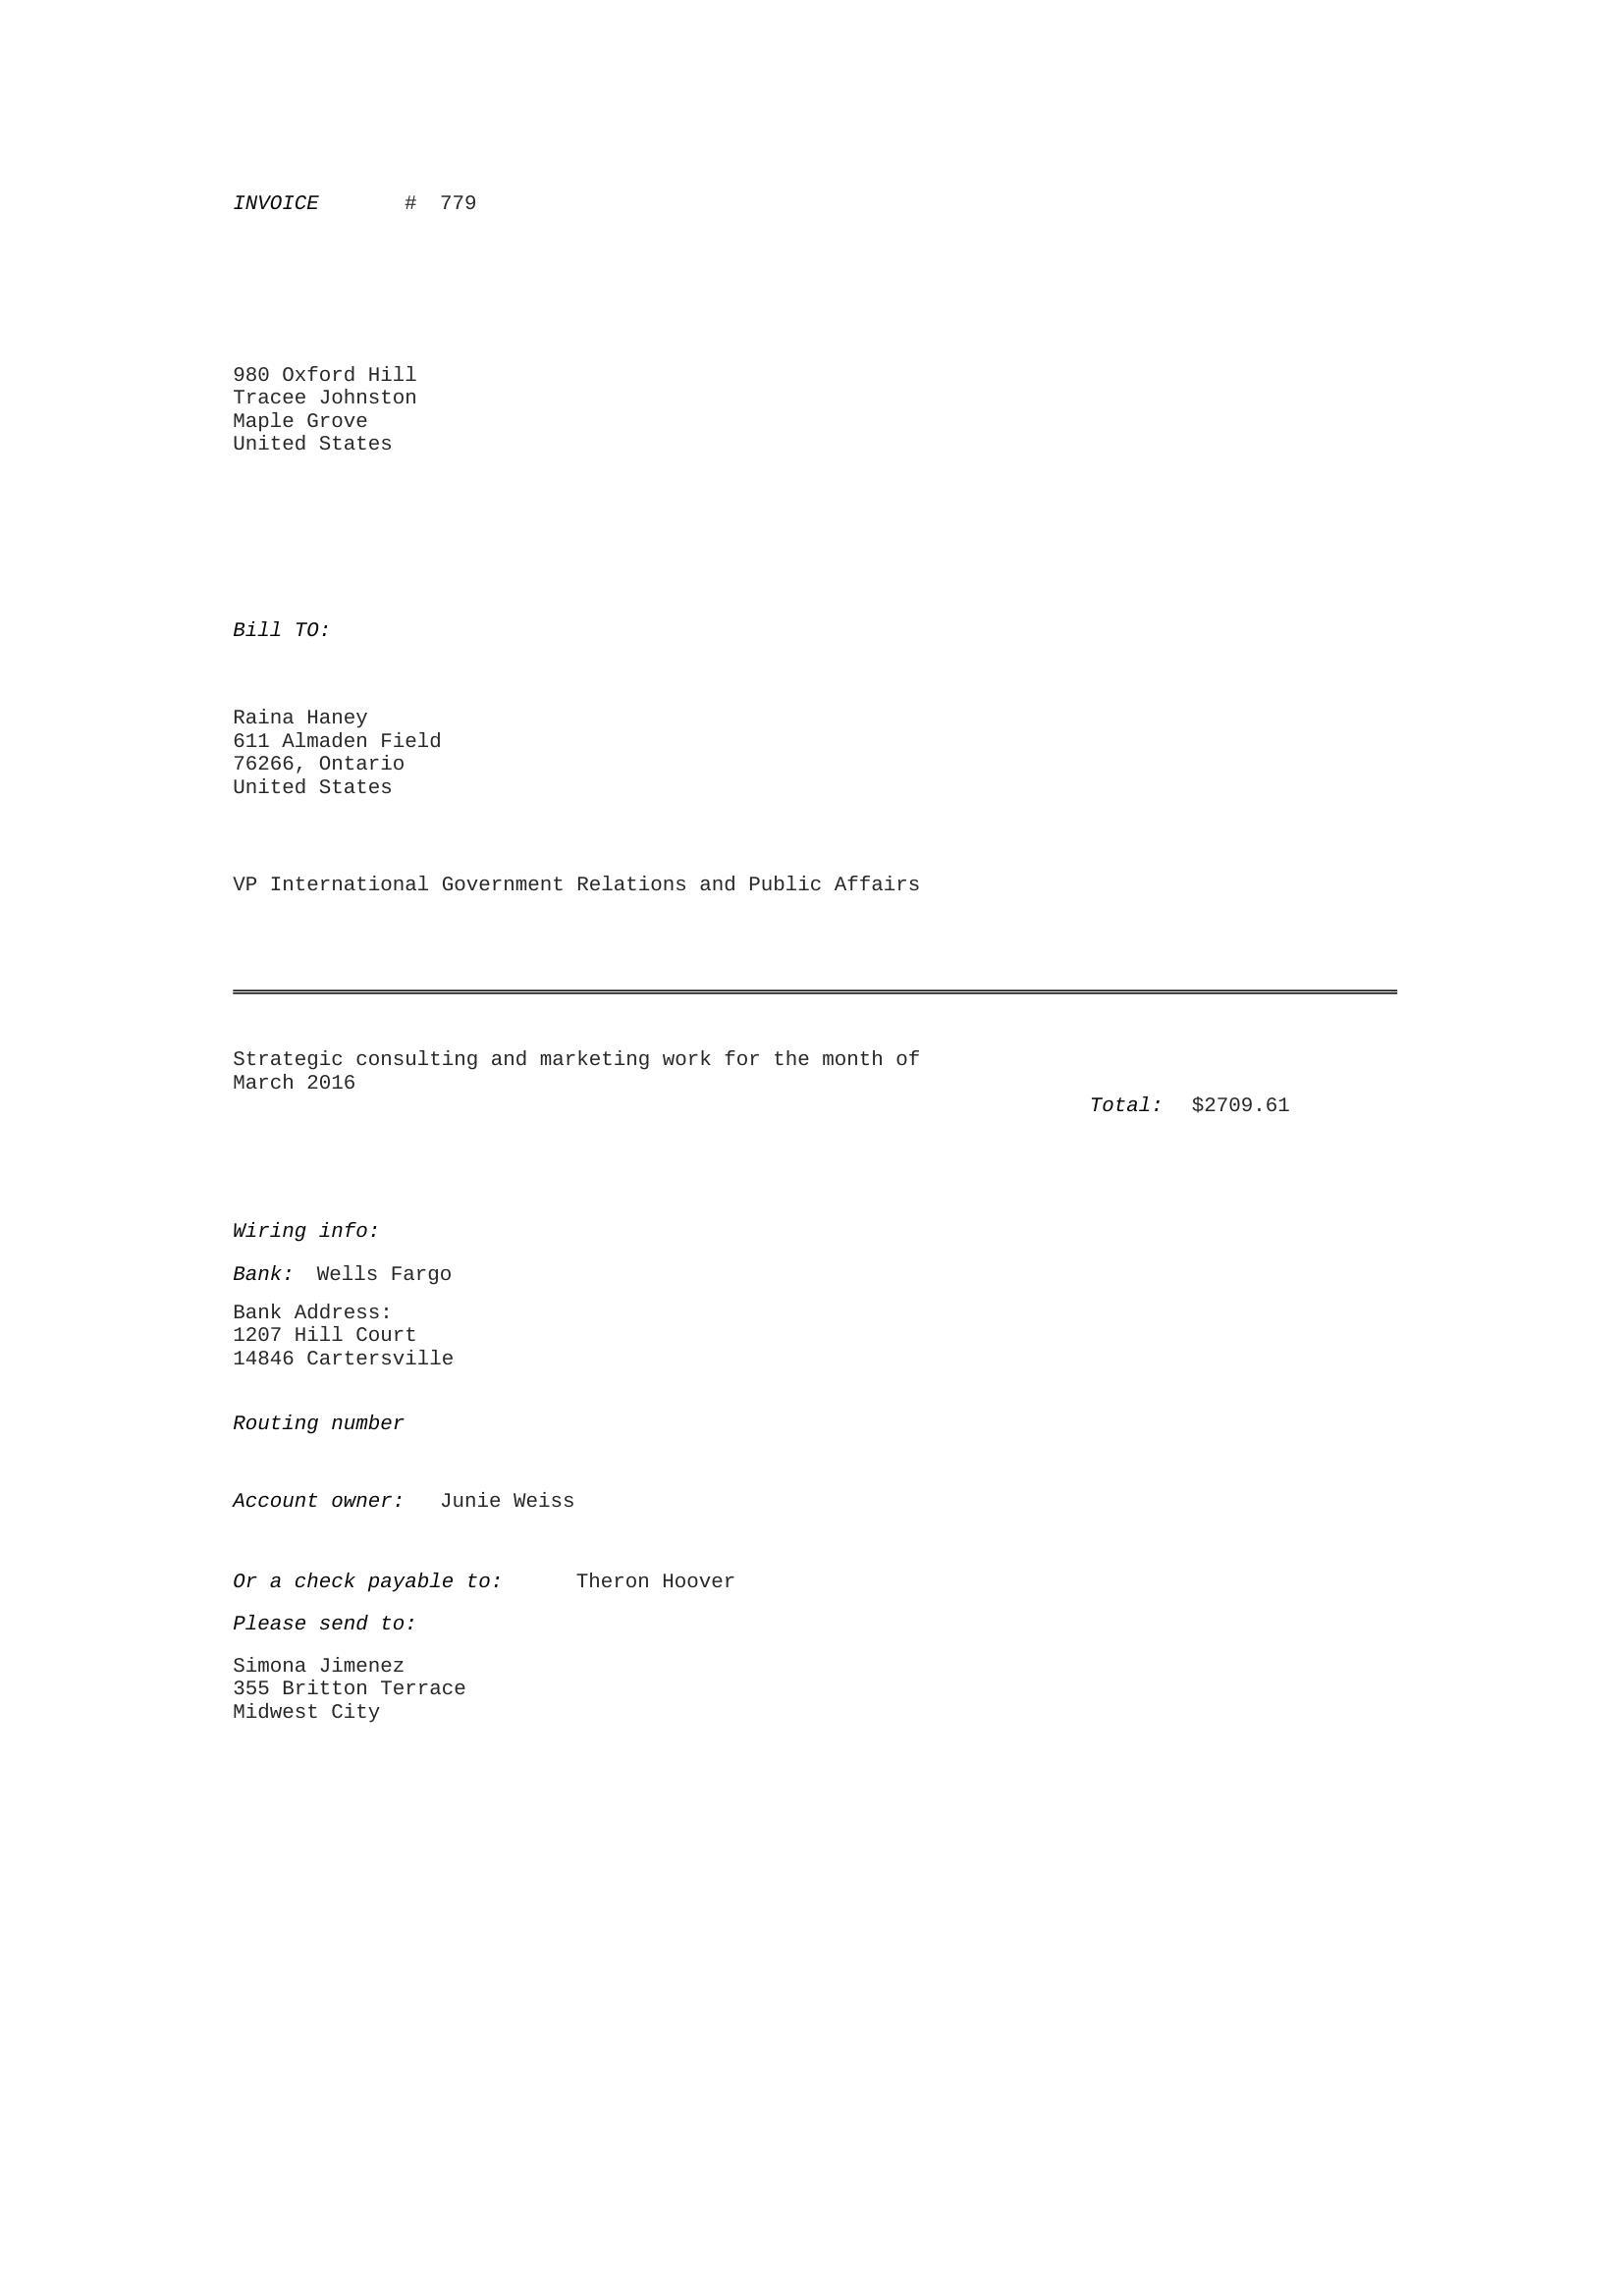 INVOICE # 779
980 Oxford Hill
Tracee Johnston
Maple Grove
United States
Bill TO:
Raina Haney
611 Almaden Field
76266, Ontario
United States
VP International Government Relations and Public Affairs
Strategic consulting and marketing work for the month of
March 2016
Total: $2709.61
Wiring info:
Bank: Wells Fargo
Bank Address:
1207 Hill Court
14846 Cartersville
Routing number
Account owner: Junie Weiss
Or a check payable to: Theron Hoover
Please send to:
Simona Jimenez
355 Britton Terrace
Midwest City